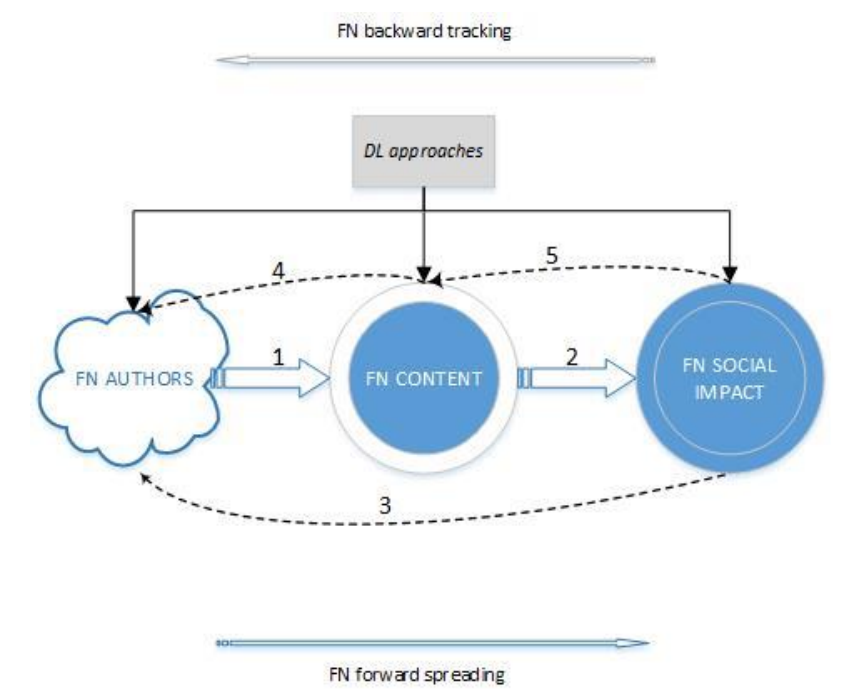 FN backward tracking
DL approaches
4
5
1
2
FN AUTHORS
FN CONTENT
FN SOCIAL
IMPACT
3
FN forward spreading